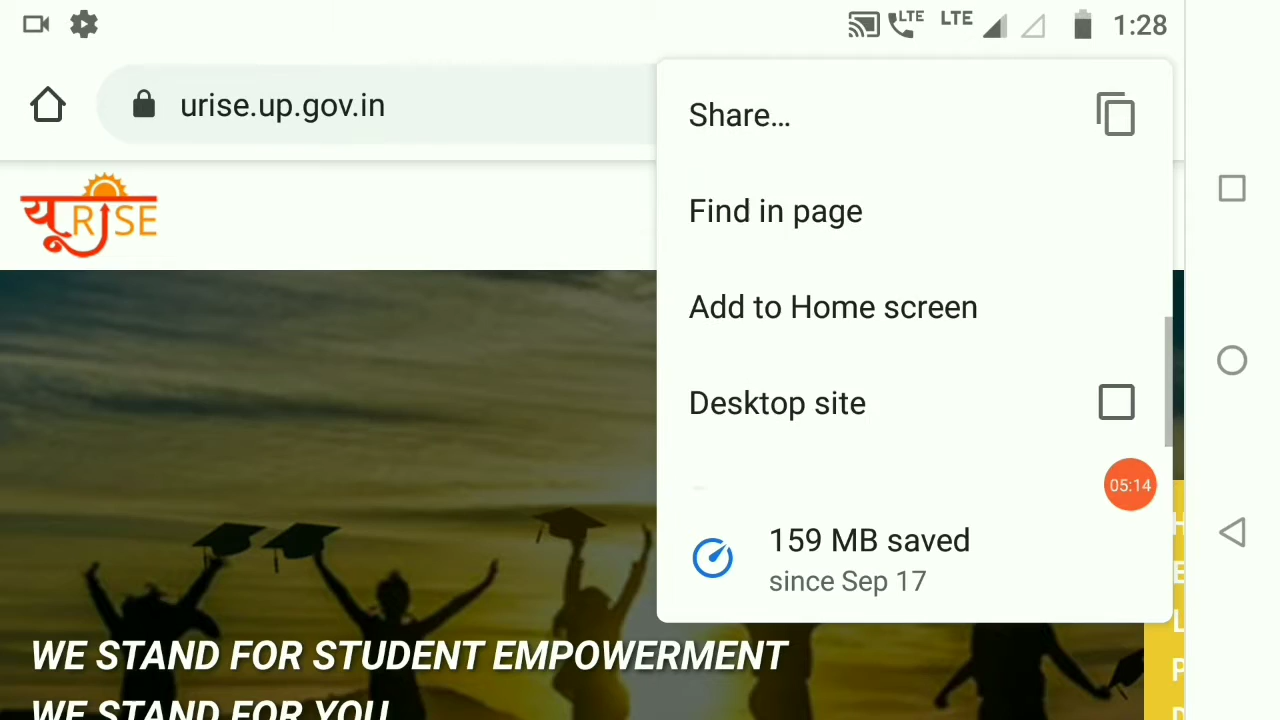 LTE LTE 1:28
urise.up.gov.in
यू RISE
Share...
Find in page
Add to Home screen
Desktop site
05:14
159 MB saved
since Sep 17
WE STAND FOR STUDENT EMPOWERMENT
WE STAND FOR YOU
H
E
L
P
D